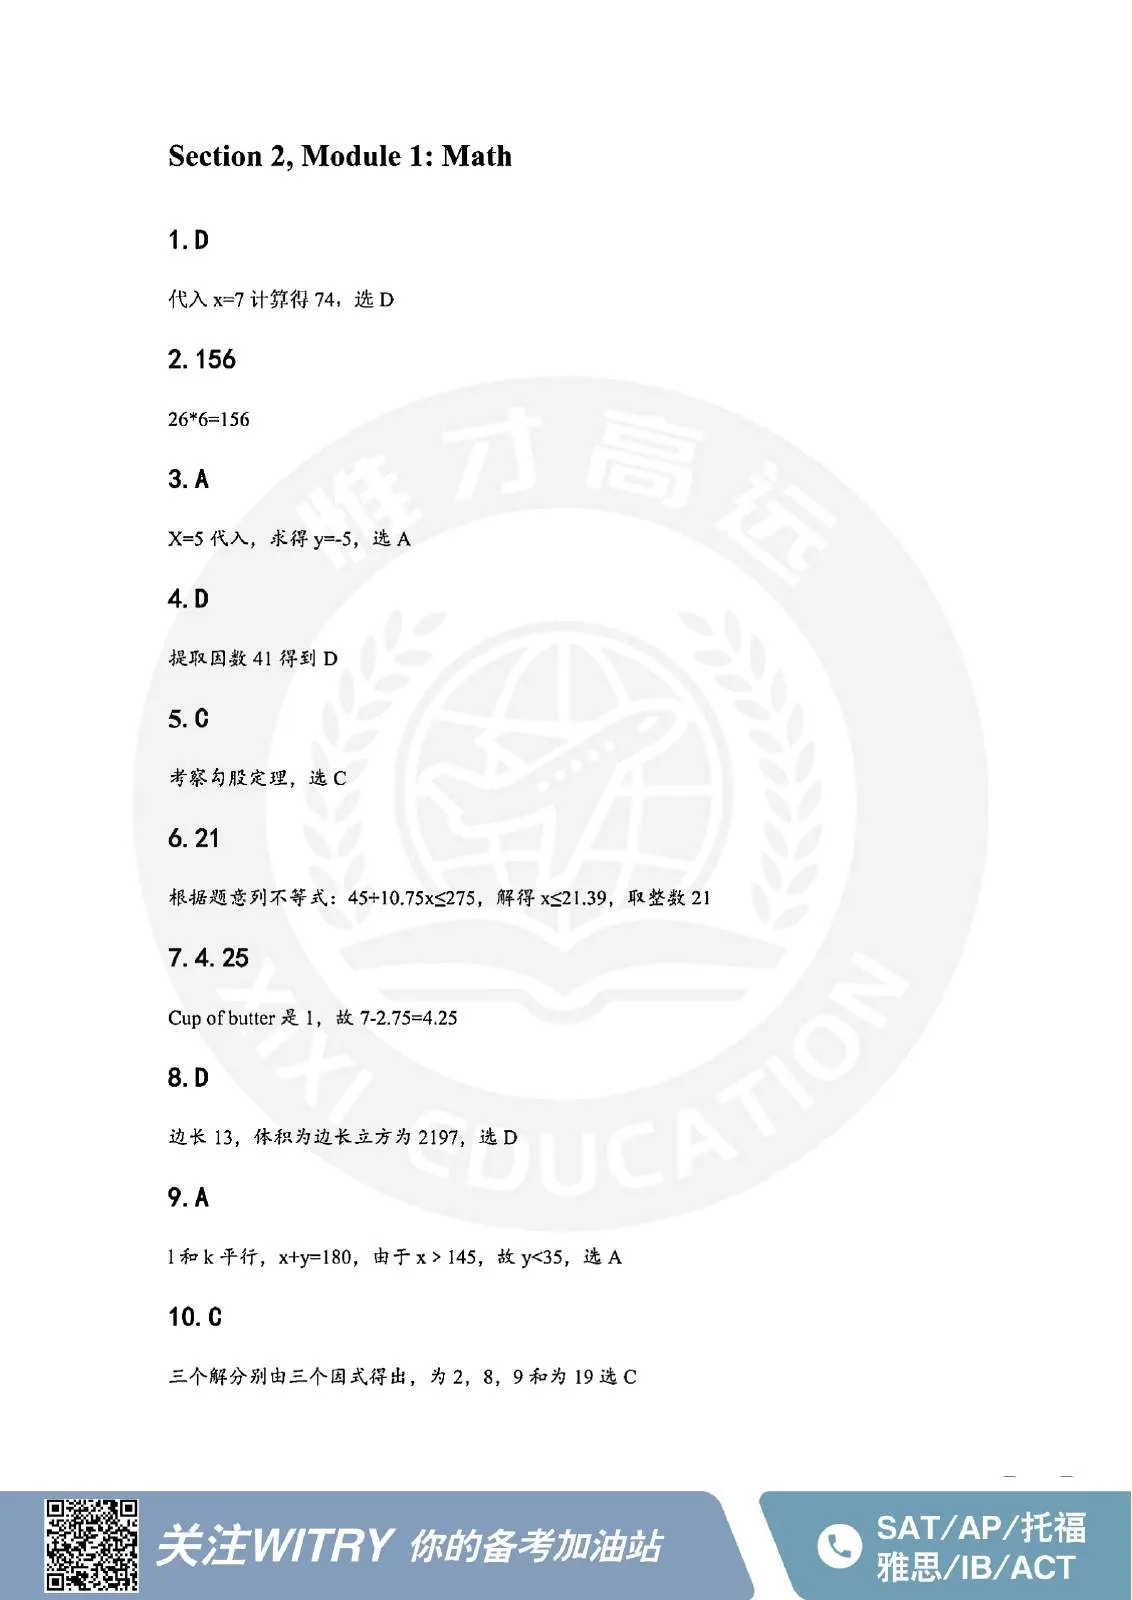 Section 2, Module 1: Math
1. D
代入 x=7 计算得 74，选 D
2. 156
26*6=156
3. A
X=5 代入，求得 y=-5，选 A
4. D
提取因数 41 得到 D
5. C
考察勾股定理，选 C
6. 21
根据题意列不等式：45+10.75x≤275，解得 x≤21.39，取整数 21
7. 4. 25
Cup of butter 是 1，故 7-2.75=4.25
8. D
边长 13，体积为边长立方为 2197，选 D
9. A
l 和 k 平行，x+y=180，由于 x﹥145，故 y<35，选 A
10. C
三个解分别由三个因式得出，为 2，8，9 和为 19 选 C
惟才高远
XIXI EDUCATION
关注WITRY 你的备考加油站
SAT/AP/托福
雅思/IB/ACT